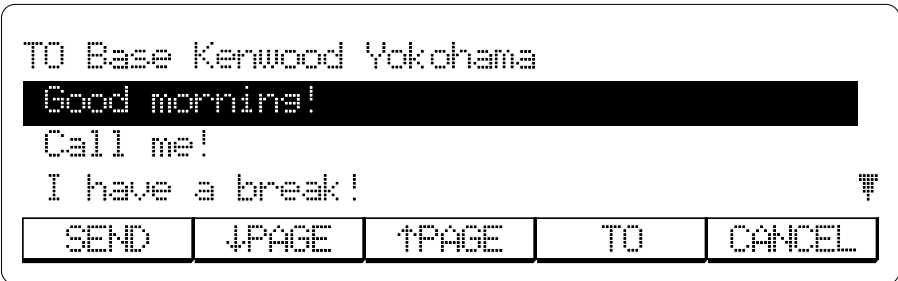 TO Base Kenwood Yokohama
Good morning!
Call me!
I have a break!
SEND ↓PAGE ↑PAGE TO CANCEL